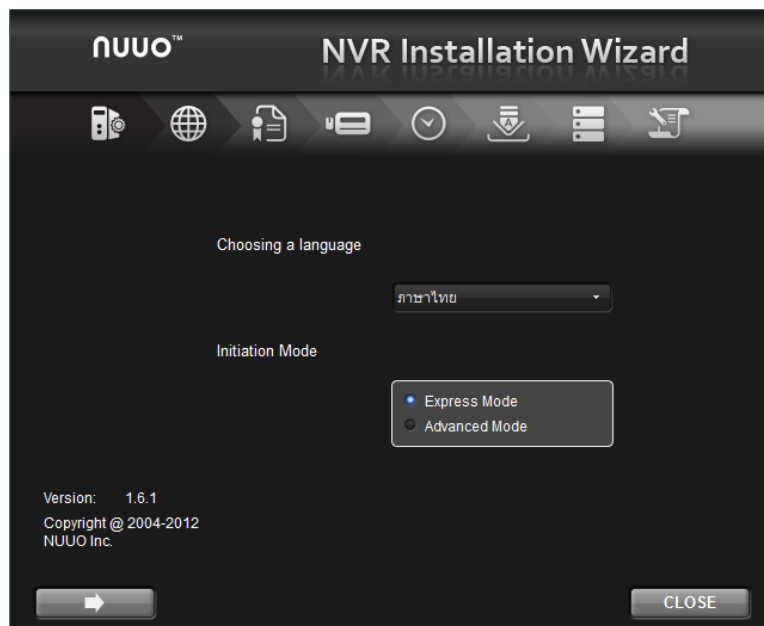 nuuo™
NVR Installation Wizard
Choosing a language
ภาษาไทย
Initiation Mode
Express Mode
Advanced Mode
Version: 1.6.1
Copyright @ 2004-2012
NUUO Inc.
CLOSE